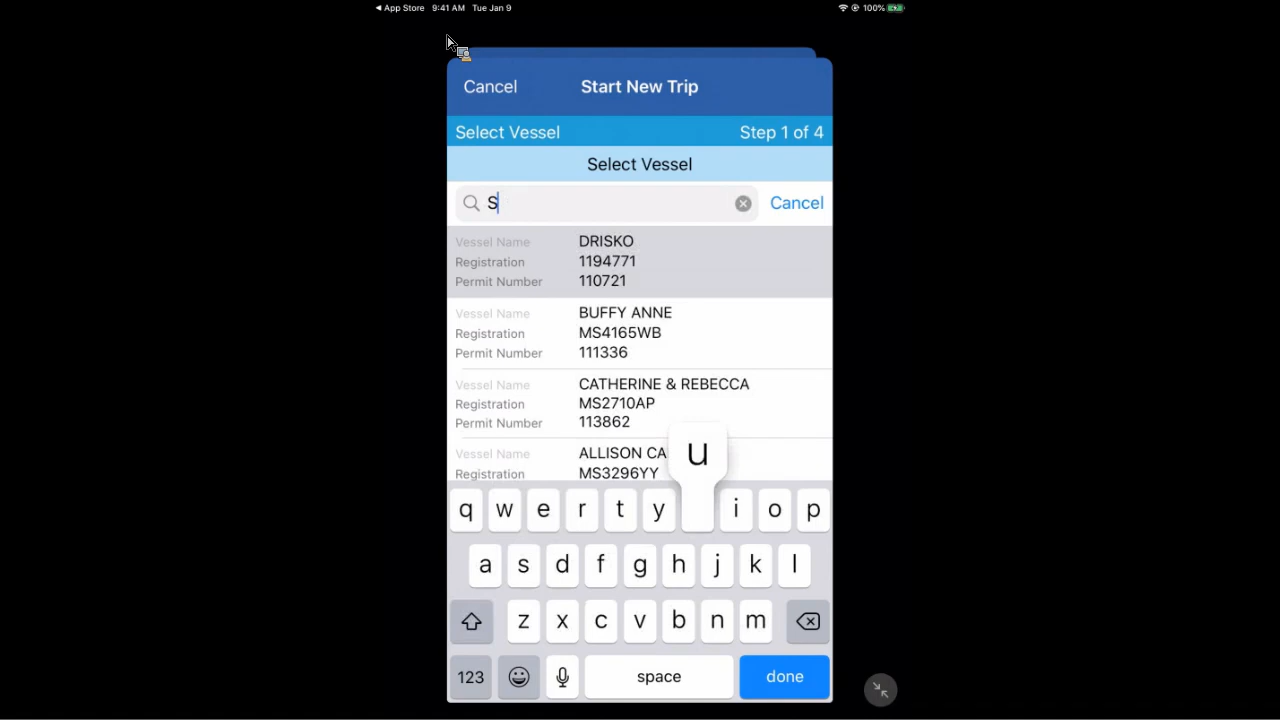 ◀ App Store 9:41 AM Tue Jan 9 100%
Cancel Start New Trip
Select Vessel Step 1 of 4
Select Vessel
S Cancel
Vessel Name DRISKO
Registration 1194771
Permit Number 110721
Vessel Name BUFFY ANNE
Registration MS4165WB
Permit Number 111336
Vessel Name CATHERINE & REBECCA
Registration MS2710AP
Permit Number 113862
Vessel Name ALLISON CA
Registration MS3296YY
u
q w e r t y i o p
a s d f g h j k l
z x c v b n m
123 space done